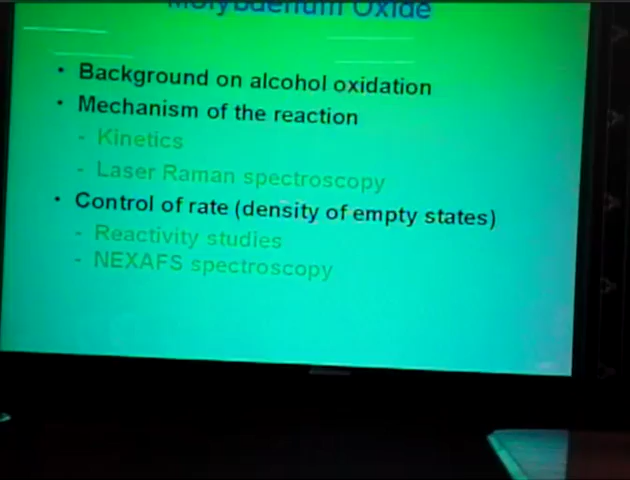 Molybdenum Oxide
• Background on alcohol oxidation
• Mechanism of the reaction
- Kinetics
- Laser Raman spectroscopy
• Control of rate (density of empty states)
- Reactivity studies
- NEXAFS spectroscopy